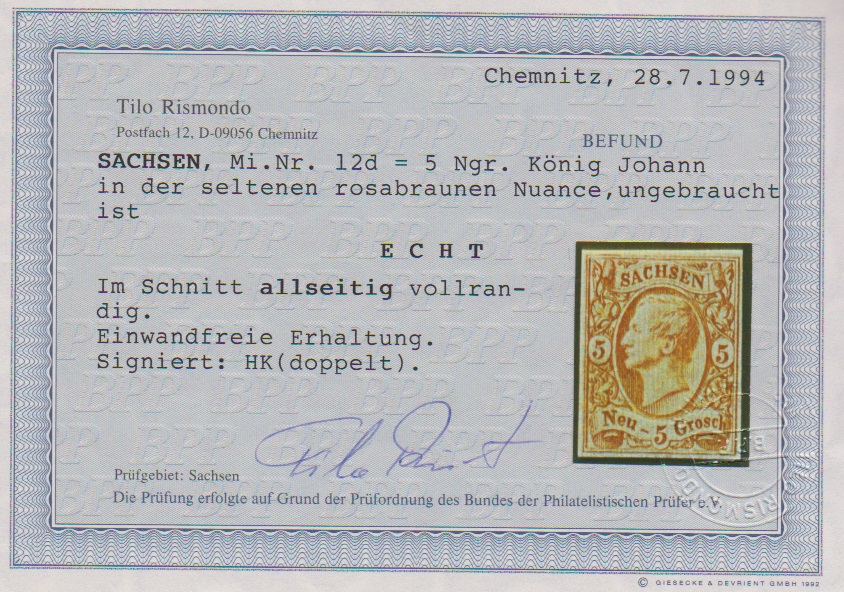 Chemnitz, 28.7.1994
Tilo Rismondo
Postfach 12, D-09056 Chemnitz
BEFUND
SACHSEN, Mi.Nr. 12d = 5 Ngr. König Johann
in der seltenen rosabraunen Nuance,ungebraucht
ist
E C H T
Im Schnitt allseitig vollran-
dig.
Einwandfreie Erhaltung.
Signiert: HK(doppelt).
SACHSEN
5 5
Neu - 5 Grosch
Prüfgebiet: Sachsen
Die Prüfung erfolgte auf Grund der Prüfordnung des Bundes der Philatelistischen Prüfer e.V.
BPP
© GIESECKE & DEVRIENT GMBH 1992